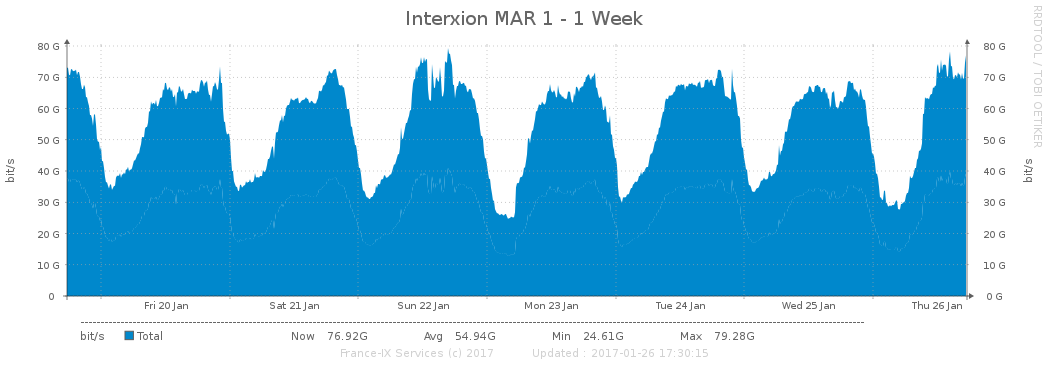 Interxion MAR 1 - 1 Week
RRDTOOL / TOBI OETIKER
bit/s
bit/s
80 G 80 G
70 G 70 G
60 G 60 G
50 G 50 G
40 G 40 G
30 G 30 G
20 G 20 G
10 G 10 G
0 0 G
Fri 20 Jan Sat 21 Jan Sun 22 Jan Mon 23 Jan Tue 24 Jan Wed 25 Jan Thu 26 Jan
bit/s Total Now 76.92G Avg 54.94G Min 24.61G Max 79.28G
France-IX Services (c) 2017 Updated : 2017-01-26 17:30:15